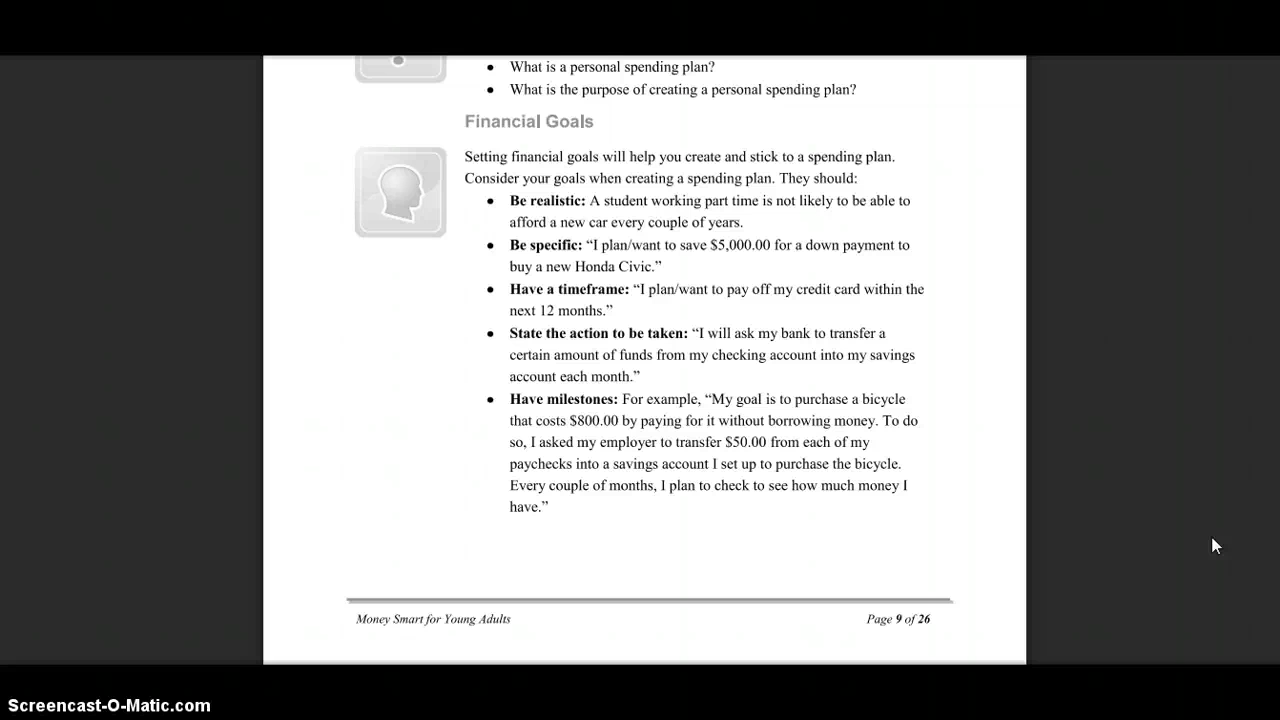 • What is a personal spending plan?
• What is the purpose of creating a personal spending plan?
Financial Goals
Setting financial goals will help you create and stick to a spending plan.
Consider your goals when creating a spending plan. They should:
• Be realistic: A student working part time is not likely to be able to
afford a new car every couple of years.
• Be specific: “I plan/want to save $5,000.00 for a down payment to
buy a new Honda Civic.”
• Have a timeframe: “I plan/want to pay off my credit card within the
next 12 months.”
• State the action to be taken: “I will ask my bank to transfer a
certain amount of funds from my checking account into my savings
account each month.”
• Have milestones: For example, “My goal is to purchase a bicycle
that costs $800.00 by paying for it without borrowing money. To do
so, I asked my employer to transfer $50.00 from each of my
paychecks into a savings account I set up to purchase the bicycle.
Every couple of months, I plan to check to see how much money I
have.”
Money Smart for Young Adults Page 9 of 26
Screencast-O-Matic.com